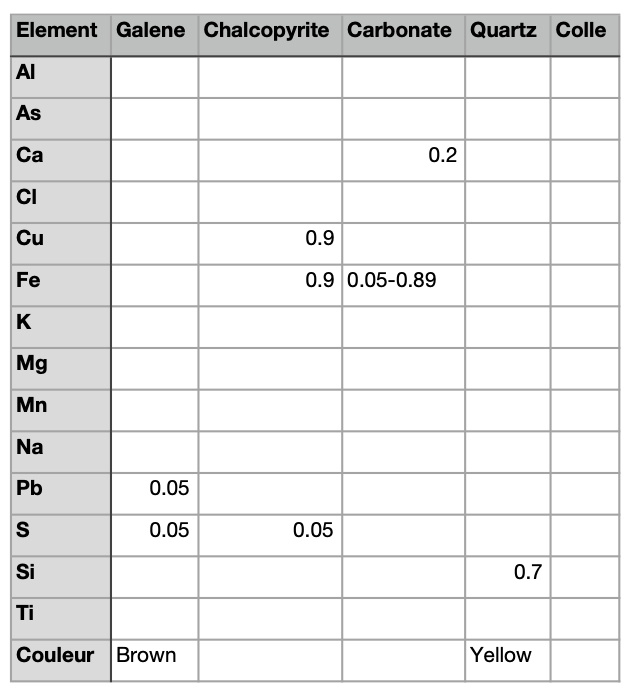 Element Galene Chalcopyrite Carbonate Quartz Colle
Al
As
Ca 0.2
Cl
Cu 0.9
Fe 0.9 0.05-0.89
K
Mg
Mn
Na
Pb 0.05
S 0.05 0.05
Si 0.7
Ti
Couleur Brown Yellow